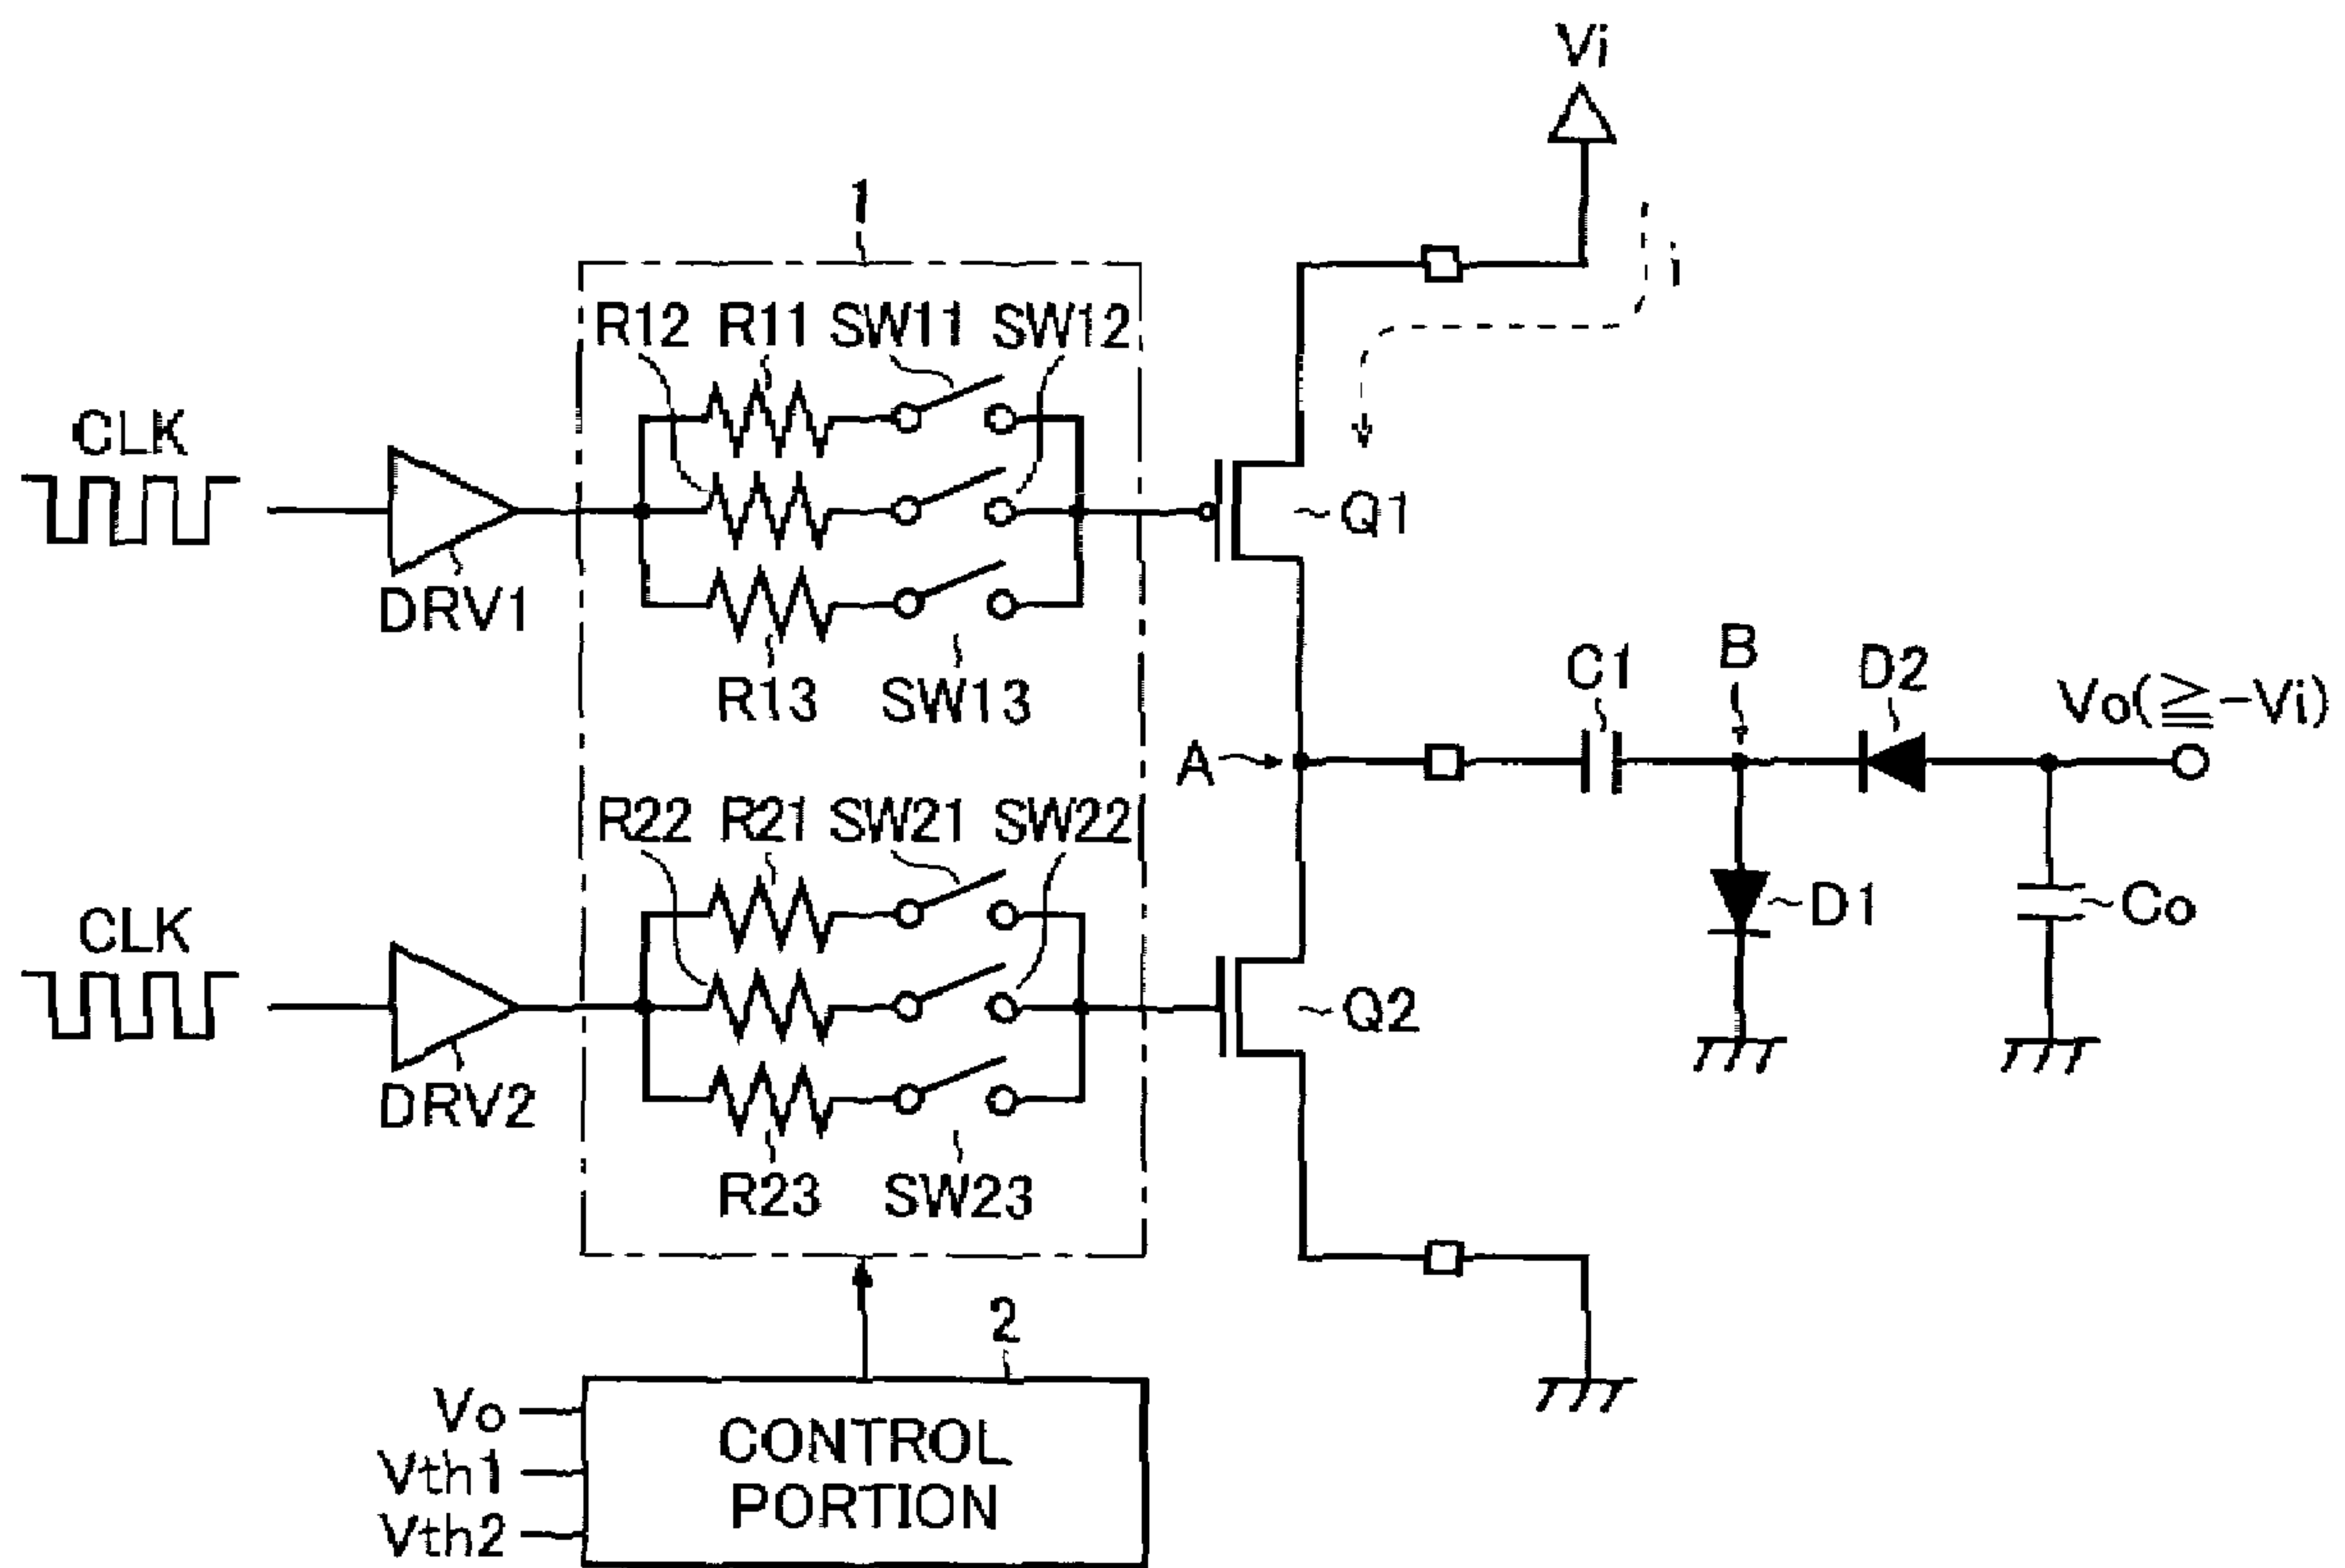 Vi
1
i
R12 R11 SW11 SW12
CLK
DRV1
Q1
R13 SW13
C1 B D2
Vo(≧-Vi)
A
R22 R21 SW21 SW22
CLK
D1 Co
DRV2
Q2
R23 SW23
2
Vo
Vth1
Vth2
CONTROL
PORTION